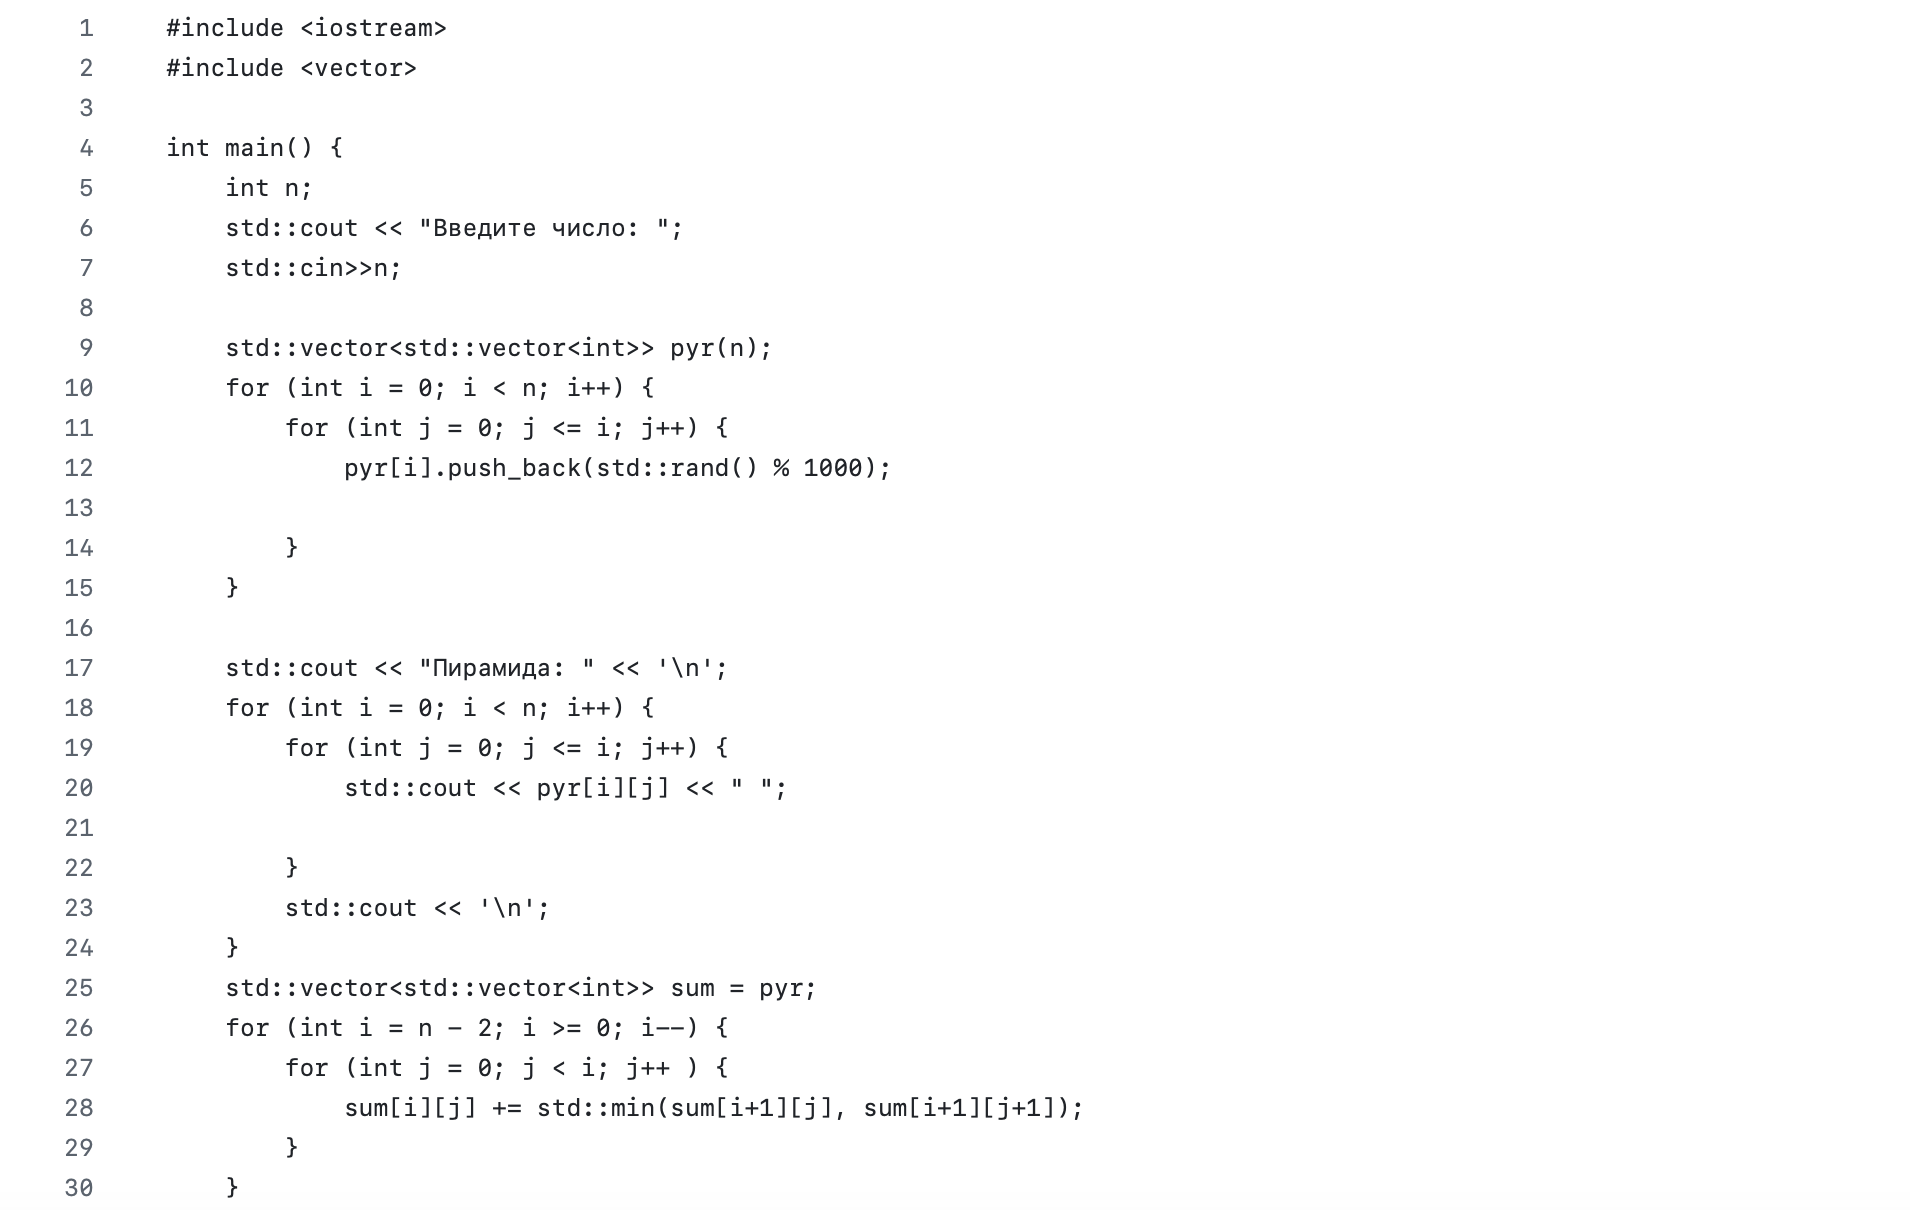 1 #include <iostream>
2 #include <vector>
3
4 int main() {
5     int n;
6     std::cout << "Введите число: ";
7     std::cin>>n;
8
9     std::vector<std::vector<int>> pyr(n);
10     for (int i = 0; i < n; i++) {
11         for (int j = 0; j <= i; j++) {
12             pyr[i].push_back(std::rand() % 1000);
13
14         }
15     }
16
17     std::cout << "Пирамида: " << '\n';
18     for (int i = 0; i < n; i++) {
19         for (int j = 0; j <= i; j++) {
20             std::cout << pyr[i][j] << " ";
21
22         }
23         std::cout << '\n';
24     }
25     std::vector<std::vector<int>> sum = pyr;
26     for (int i = n - 2; i >= 0; i--) {
27         for (int j = 0; j < i; j++ ) {
28             sum[i][j] += std::min(sum[i+1][j], sum[i+1][j+1]);
29         }
30     }